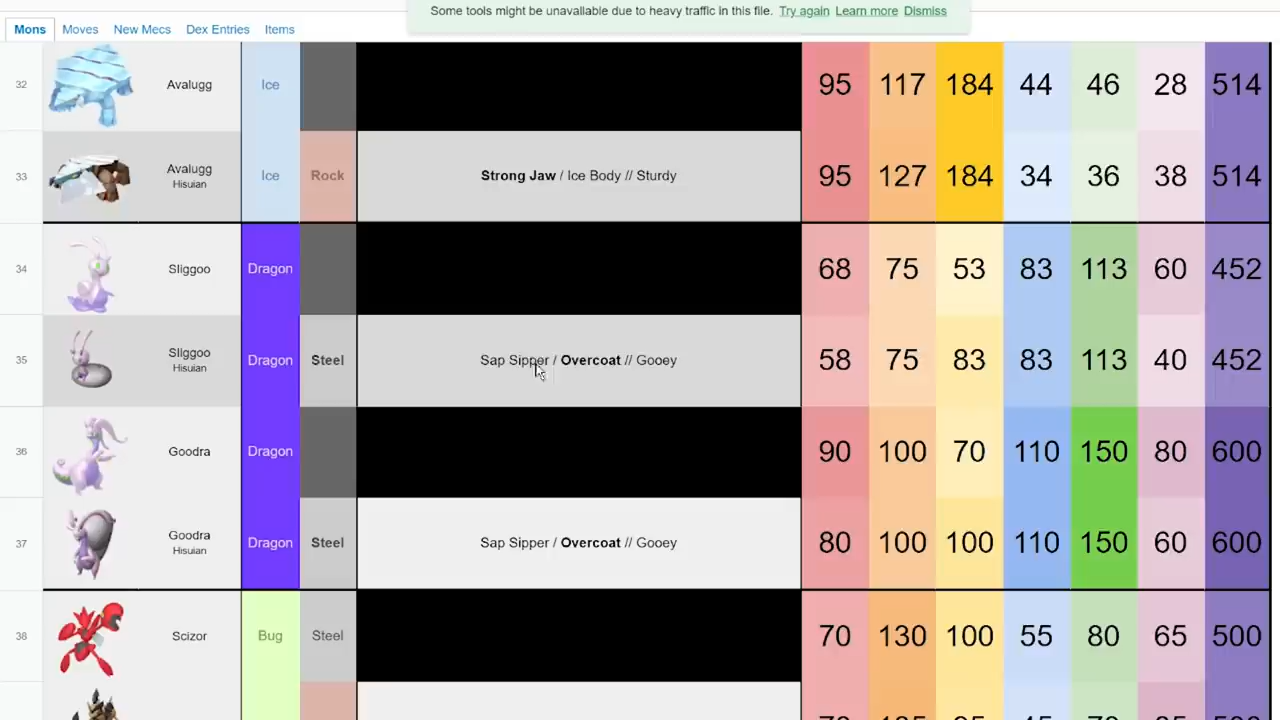 Some tools might be unavailable due to heavy traffic in this file. Try again Learn more Dismiss
Mons Moves New Mecs Dex Entries Items
32 Avalugg Ice 95 117 184 44 46 28 514
33 Avalugg Hisuian Ice Rock Strong Jaw / Ice Body // Sturdy 95 127 184 34 36 38 514
34 Sliggoo Dragon 68 75 53 83 113 60 452
35 Sliggoo Hisuian Dragon Steel Sap Sipper / Overcoat // Gooey 58 75 83 83 113 40 452
36 Goodra Dragon 90 100 70 110 150 80 600
37 Goodra Hisuian Dragon Steel Sap Sipper / Overcoat // Gooey 80 100 100 110 150 60 600
38 Scizor Bug Steel 70 130 100 55 80 65 500